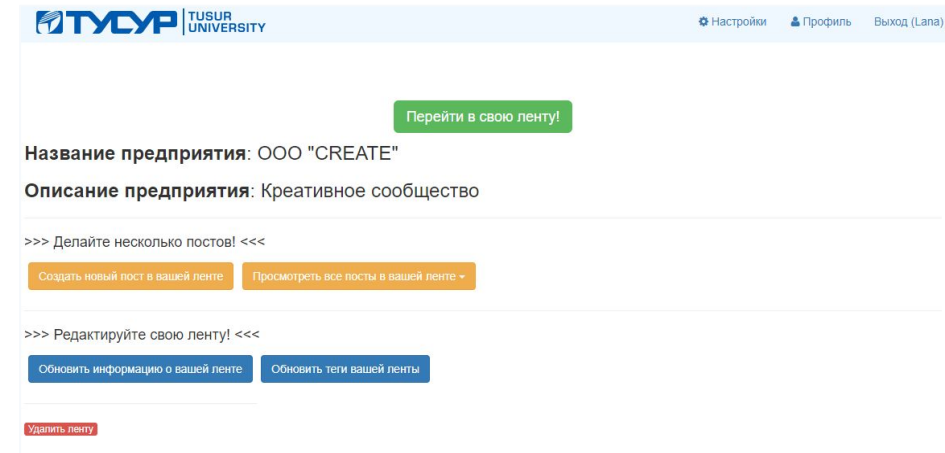 ТУСУР TUSUR UNIVERSITY Настройки Профиль Выход (Lana)
Перейти в свою ленту!
Название предприятия: ООО "CREATE"
Описание предприятия: Креативное сообщество
>>> Делайте несколько постов! <<<
Создать новый пост в вашей ленте Просмотреть все посты в вашей ленте
>>> Редактируйте свою ленту! <<<
Обновить информацию о вашей ленте Обновить теги вашей ленты
Удалить ленту